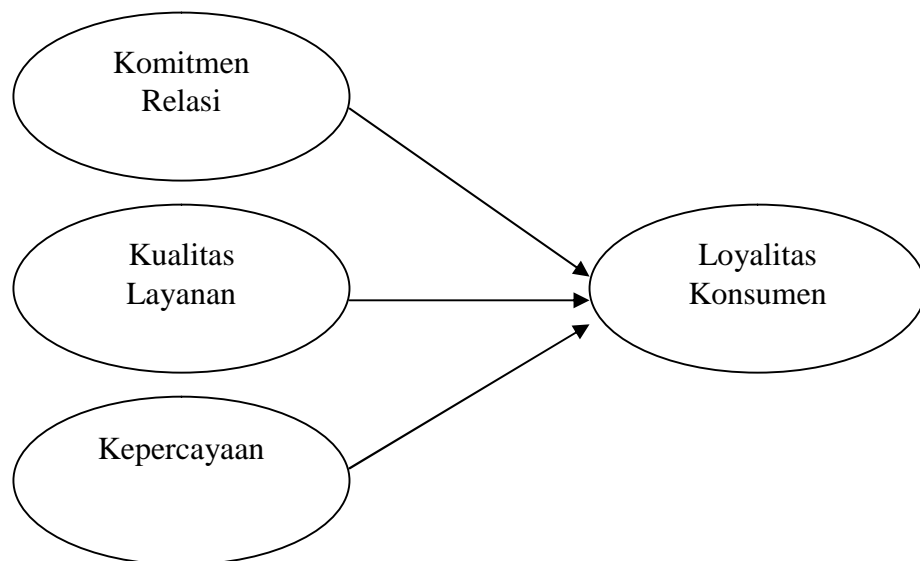 Komitmen
Relasi
Kualitas
Layanan
Loyalitas
Konsumen
Kepercayaan